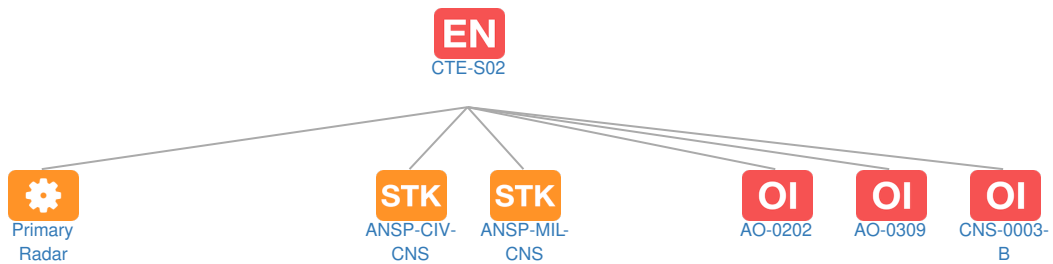 EN
CTE-S02
STK
STK
OI
OI
OI
Primary
Radar
ANSP-CIV-
CNS
ANSP-MIL-
CNS
AO-0202
AO-0309
CNS-0003-
B